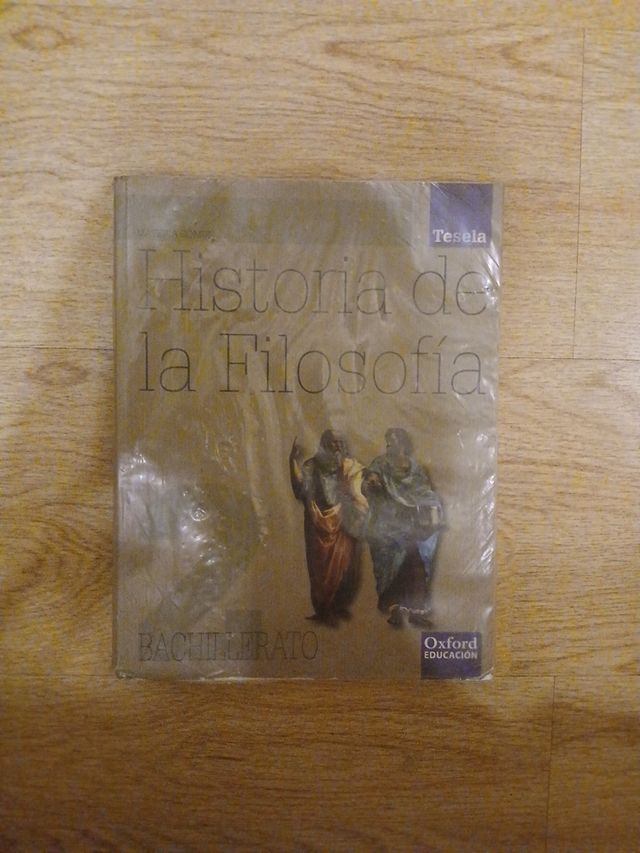 Tesela
Historia de
la Filosofía
BACHILLERATO
Oxford
EDUCACIÓN